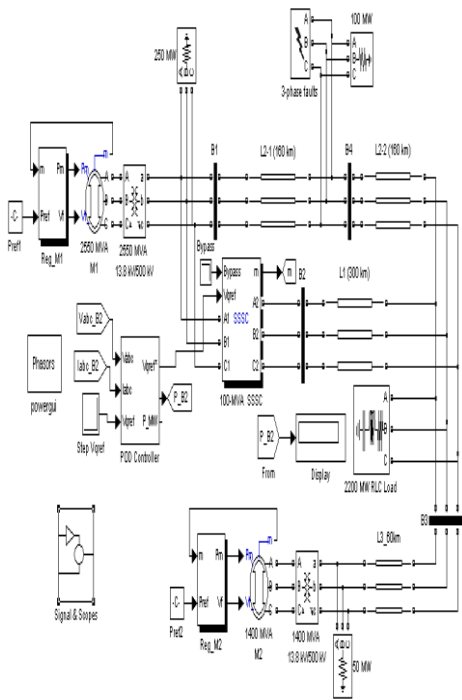 250 MW
A B C
A
B
C
3-phase faults
100 MW
A
B
C
m
Pref
Pm
Vf
Reg_M1
-C-
Pref1
m
Pm
Vf
A
B
C
2550 MVA
M1
A
B
C
a
b
c
2550 MVA
13.8 kV/500 kV
B1
L2-1 (160 km)
B4
L2-2 (160 km)
Bypass
Bypass
Vqref
A1
B1
C1
SSSC
m
A2
B2
C2
100-MVA SSSC
m
B2
L1 (300 km)
Vabc_B2
Iabc_B2
Step Vqref
Vabc
Iabc
Vqref
Vqref*
P_MW
POD Controller
P_B2
Phasors
powergui
P_B2
From
Display
A
B
C
2200 MW RLC Load
B3
L3_60km
Signal & Scopes
-C-
Pref2
m
Pref
Pm
Vf
Reg_M2
m
Pm
Vf
A
B
C
1400 MVA
M2
A
B
C
a
b
c
1400 MVA
13.8 kV/500 kV
A B C
50 MW